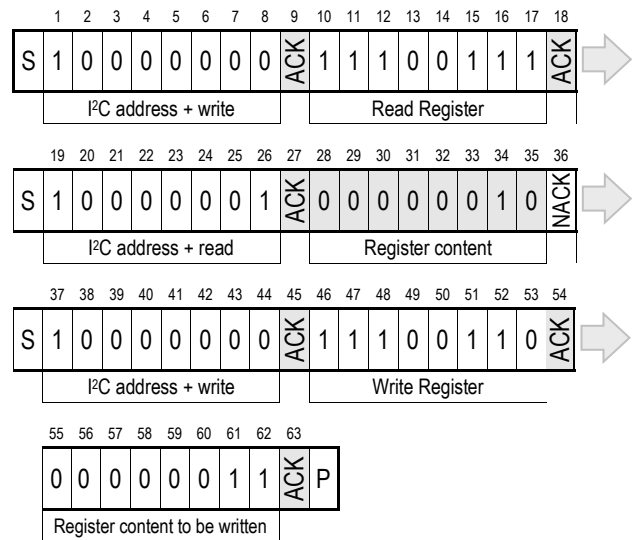 1 2 3 4 5 6 7 8 9 10 11 12 13 14 15 16 17 18
S 1 0 0 0 0 0 0 0 ACK 1 1 1 0 0 1 1 1 ACK
I²C address + write Read Register
19 20 21 22 23 24 25 26 27 28 29 30 31 32 33 34 35 36
S 1 0 0 0 0 0 0 1 ACK 0 0 0 0 0 0 1 0 NACK
I²C address + read Register content
37 38 39 40 41 42 43 44 45 46 47 48 49 50 51 52 53 54
S 1 0 0 0 0 0 0 0 ACK 1 1 1 0 0 1 1 0 ACK
I²C address + write Write Register
55 56 57 58 59 60 61 62 63
0 0 0 0 0 0 1 1 ACK P
Register content to be written